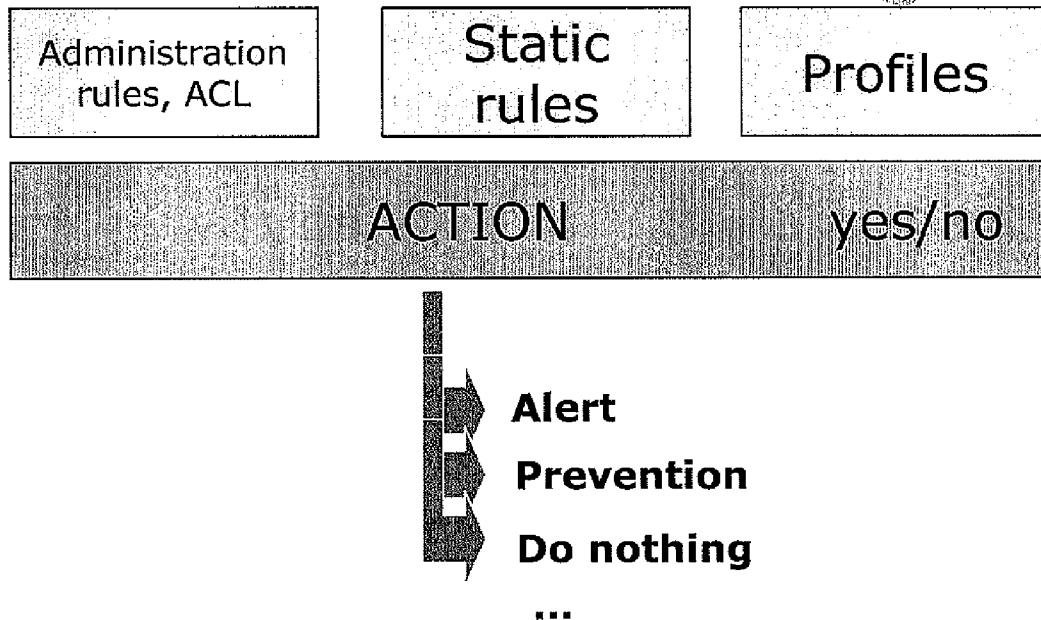 Administration
rules, ACL
Static
rules
Profiles
ACTION yes/no
Alert
Prevention
Do nothing
...